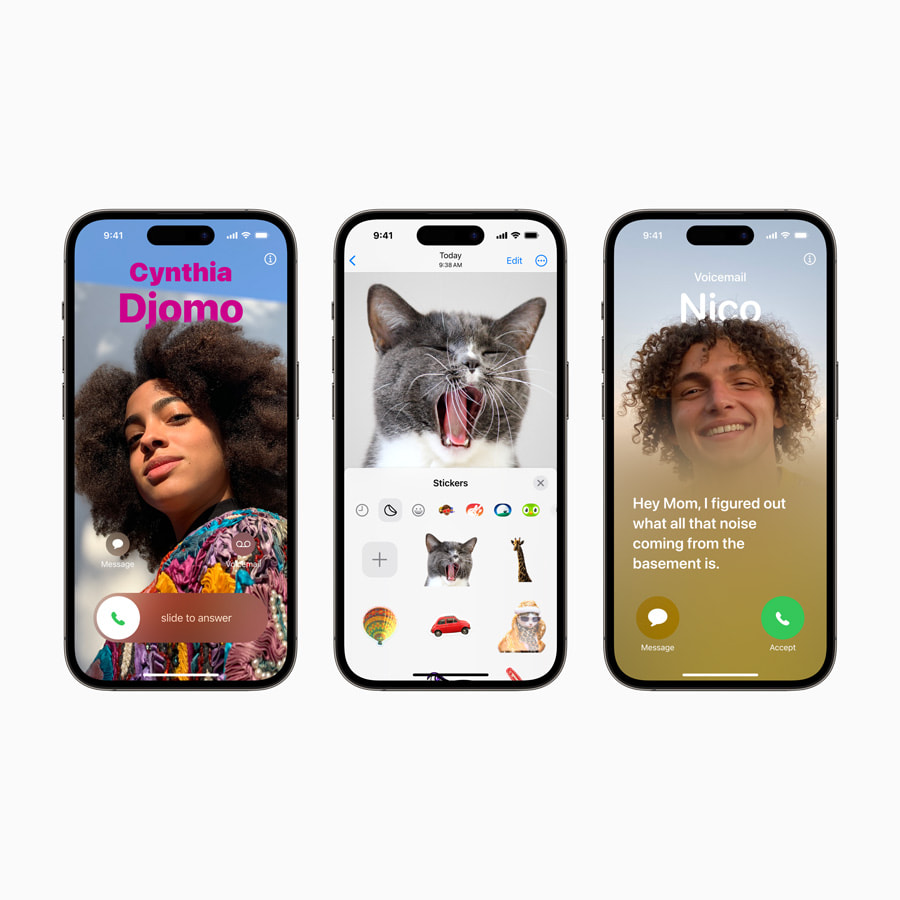 9:41
Cynthia
Djomo
Message
Voicemail
slide to answer
9:41
Today
9:38 AM
Edit
Stickers
9:41
Voicemail
Nico
Hey Mom, I figured out
what all that noise
coming from the
basement is.
Message
Accept